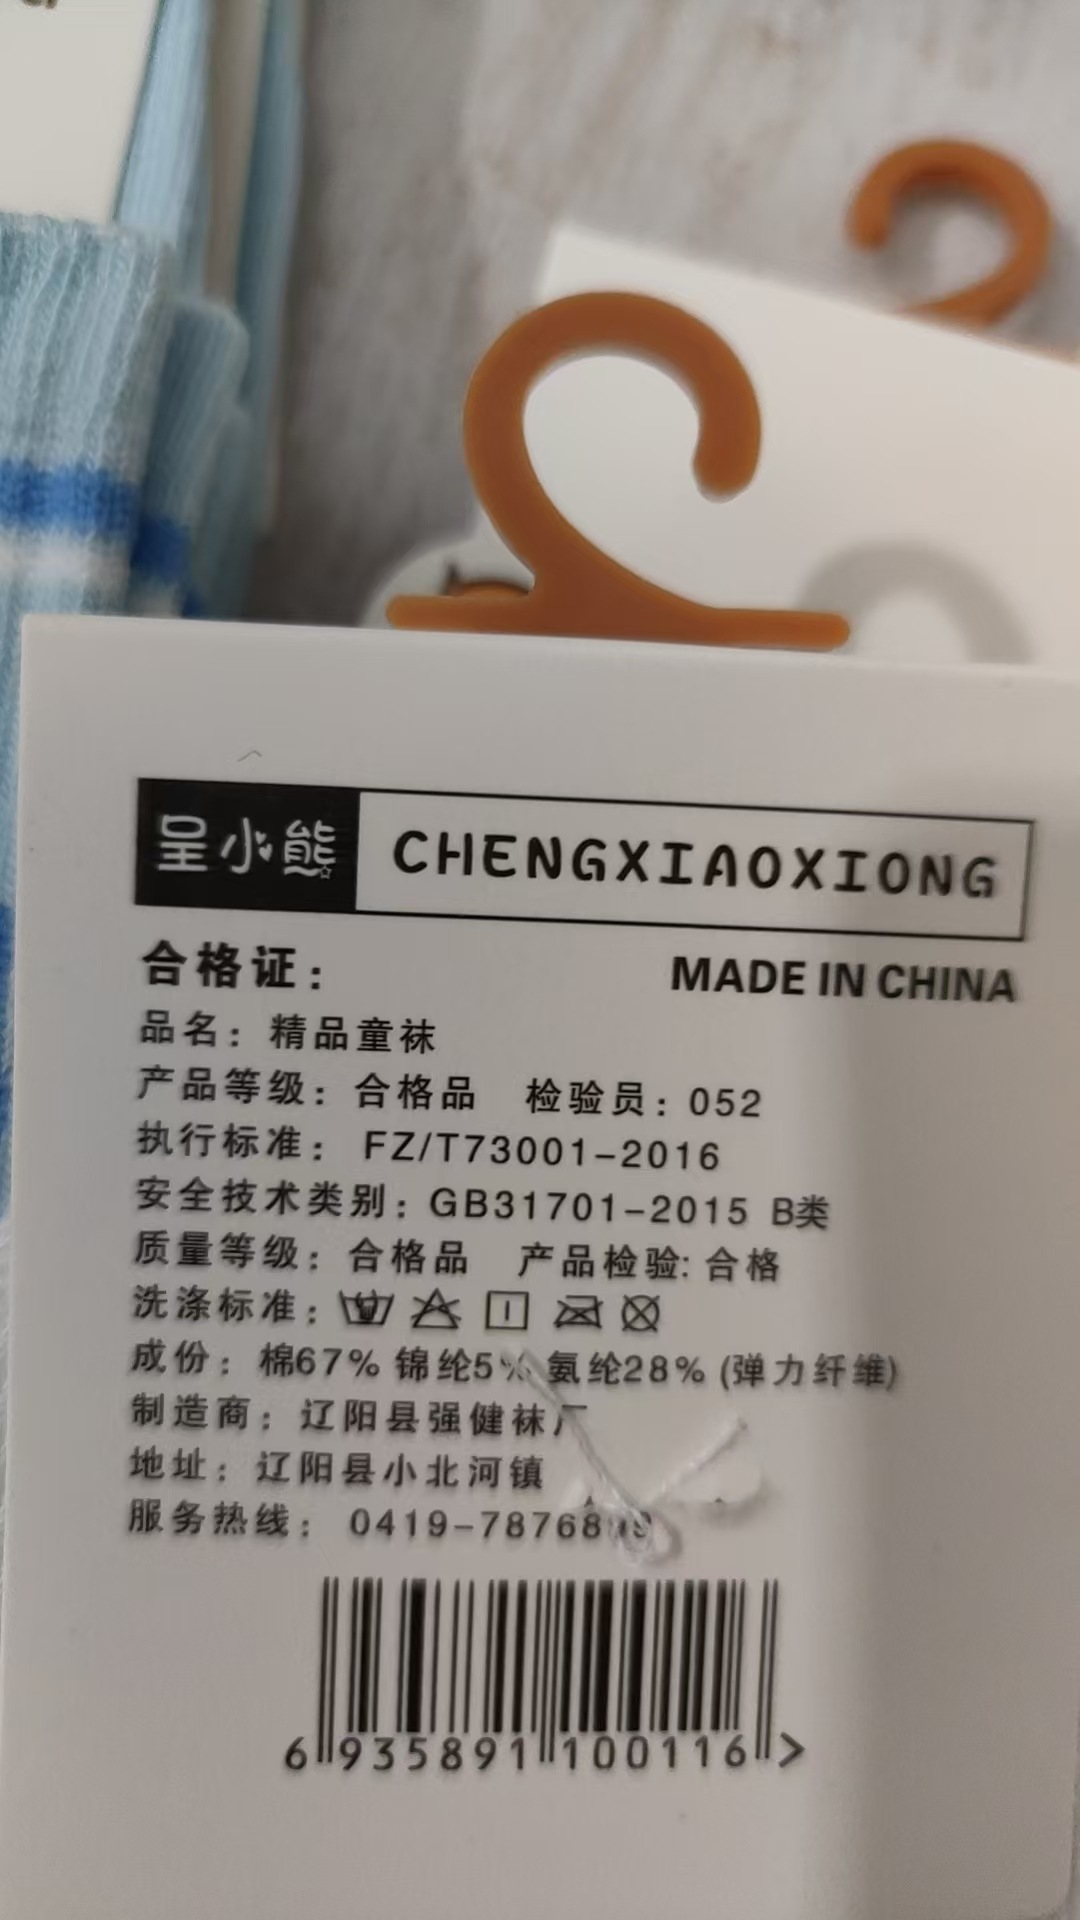 呈小熊 CHENGXIAOXIONG
合格证： MADE IN CHINA
品名：精品童袜
产品等级：合格品 检验员：052
执行标准： FZ/T73001-2016
安全技术类别：GB31701-2015 B类
质量等级：合格品 产品检验: 合格
洗涤标准：
成份：棉67% 锦纶5% 氨纶28% (弹力纤维)
制造商：辽阳县强健袜厂
地址：辽阳县小北河镇
服务热线： 0419-78768
6 935891 100116 >